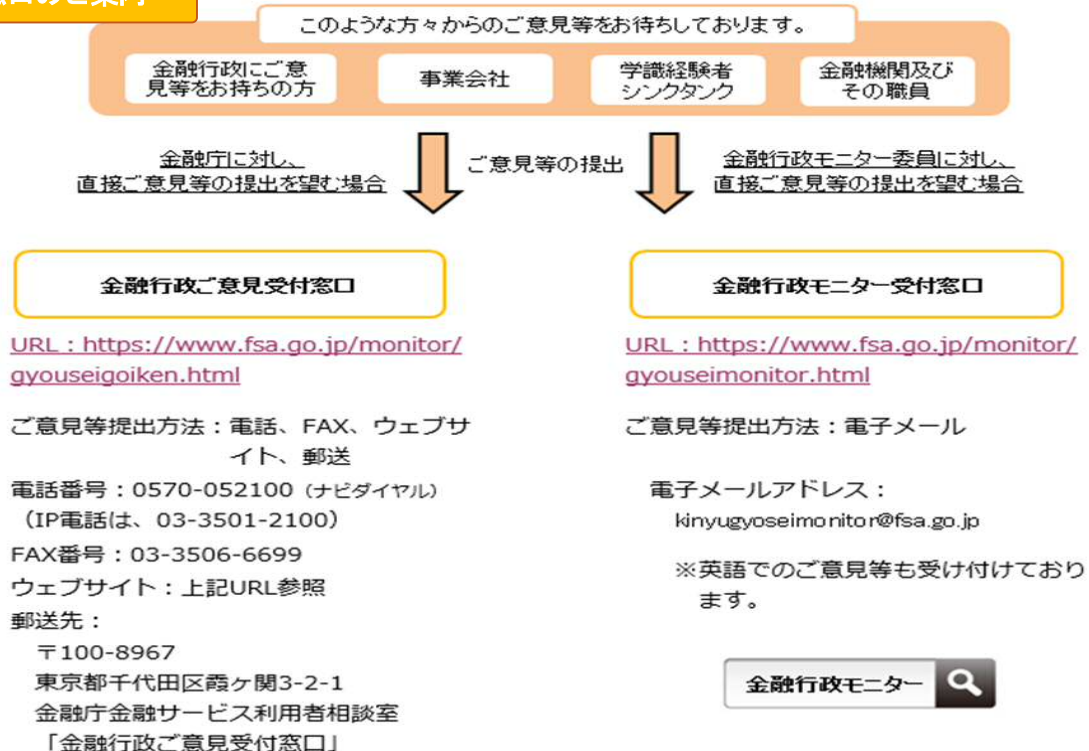 口のご案内
このような方々からのご意見等をお待ちしております。
金融行政にご意
見等をお持ちの方
事業会社
学識経験者
シンクタンク
金融機関及び
その職員
金融庁に対し、
直接ご意見等の提出を望む場合
ご意見等の提出
金融行政モニター委員に対し、
直接ご意見等の提出を望む場合
金融行政ご意見受付窓口
URL：https://www.fsa.go.jp/monitor/
gyouseigoiken.html
ご意見等提出方法：電話、FAX、ウェブサ
イト、郵送
電話番号：0570-052100（ナビダイヤル）
（IP電話は、03-3501-2100）
FAX番号：03-3506-6699
ウェブサイト：上記URL参照
郵送先：
〒100-8967
東京都千代田区霞ヶ関3-2-1
金融庁金融サービス利用者相談室
「金融行政ご意見受付窓口」
金融行政モニター受付窓口
URL：https://www.fsa.go.jp/monitor/
gyouseimonitor.html
ご意見等提出方法：電子メール
電子メールアドレス：
kinyugyoseimonitor@fsa.go.jp
※英語でのご意見等も受け付けており
ます。
金融行政モニター